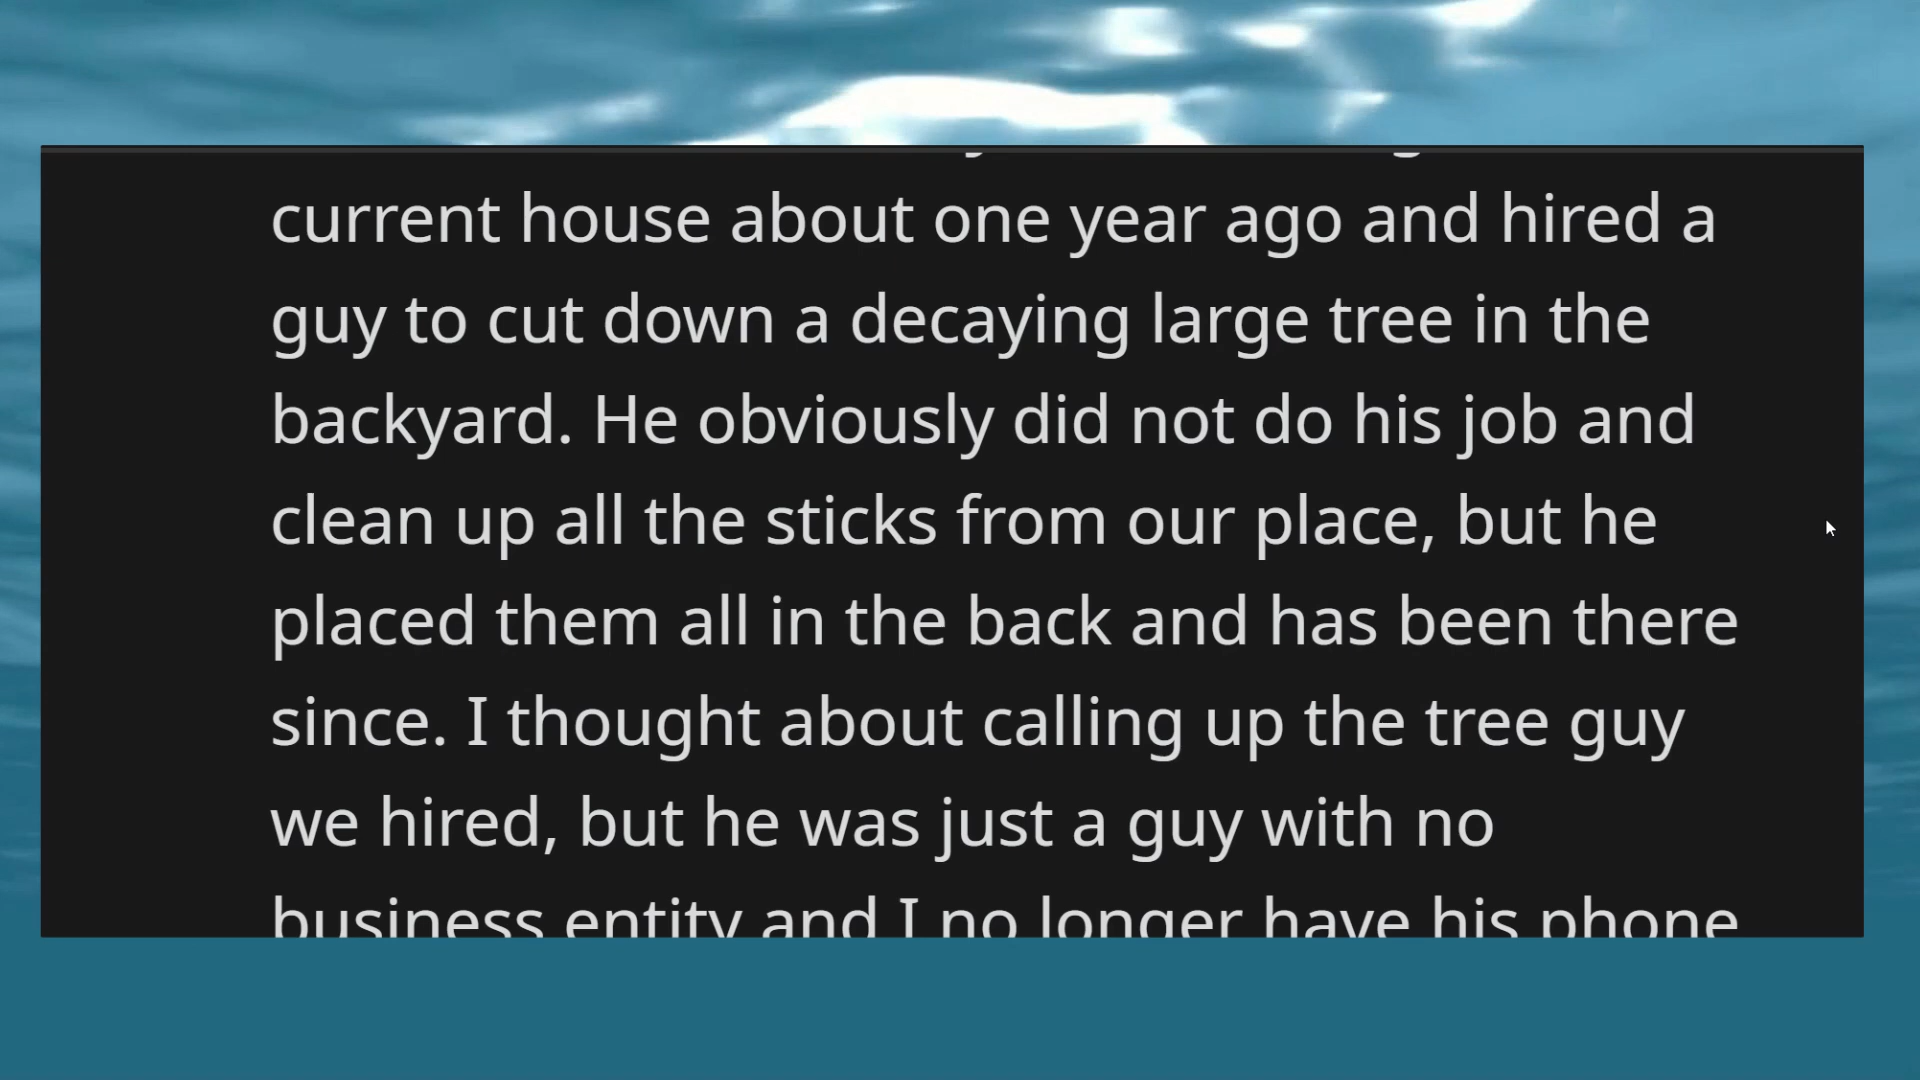 current house about one year ago and hired a
guy to cut down a decaying large tree in the
backyard. He obviously did not do his job and
clean up all the sticks from our place, but he
placed them all in the back and has been there
since. I thought about calling up the tree guy
we hired, but he was just a guy with no
business entity and I no longer have his phone